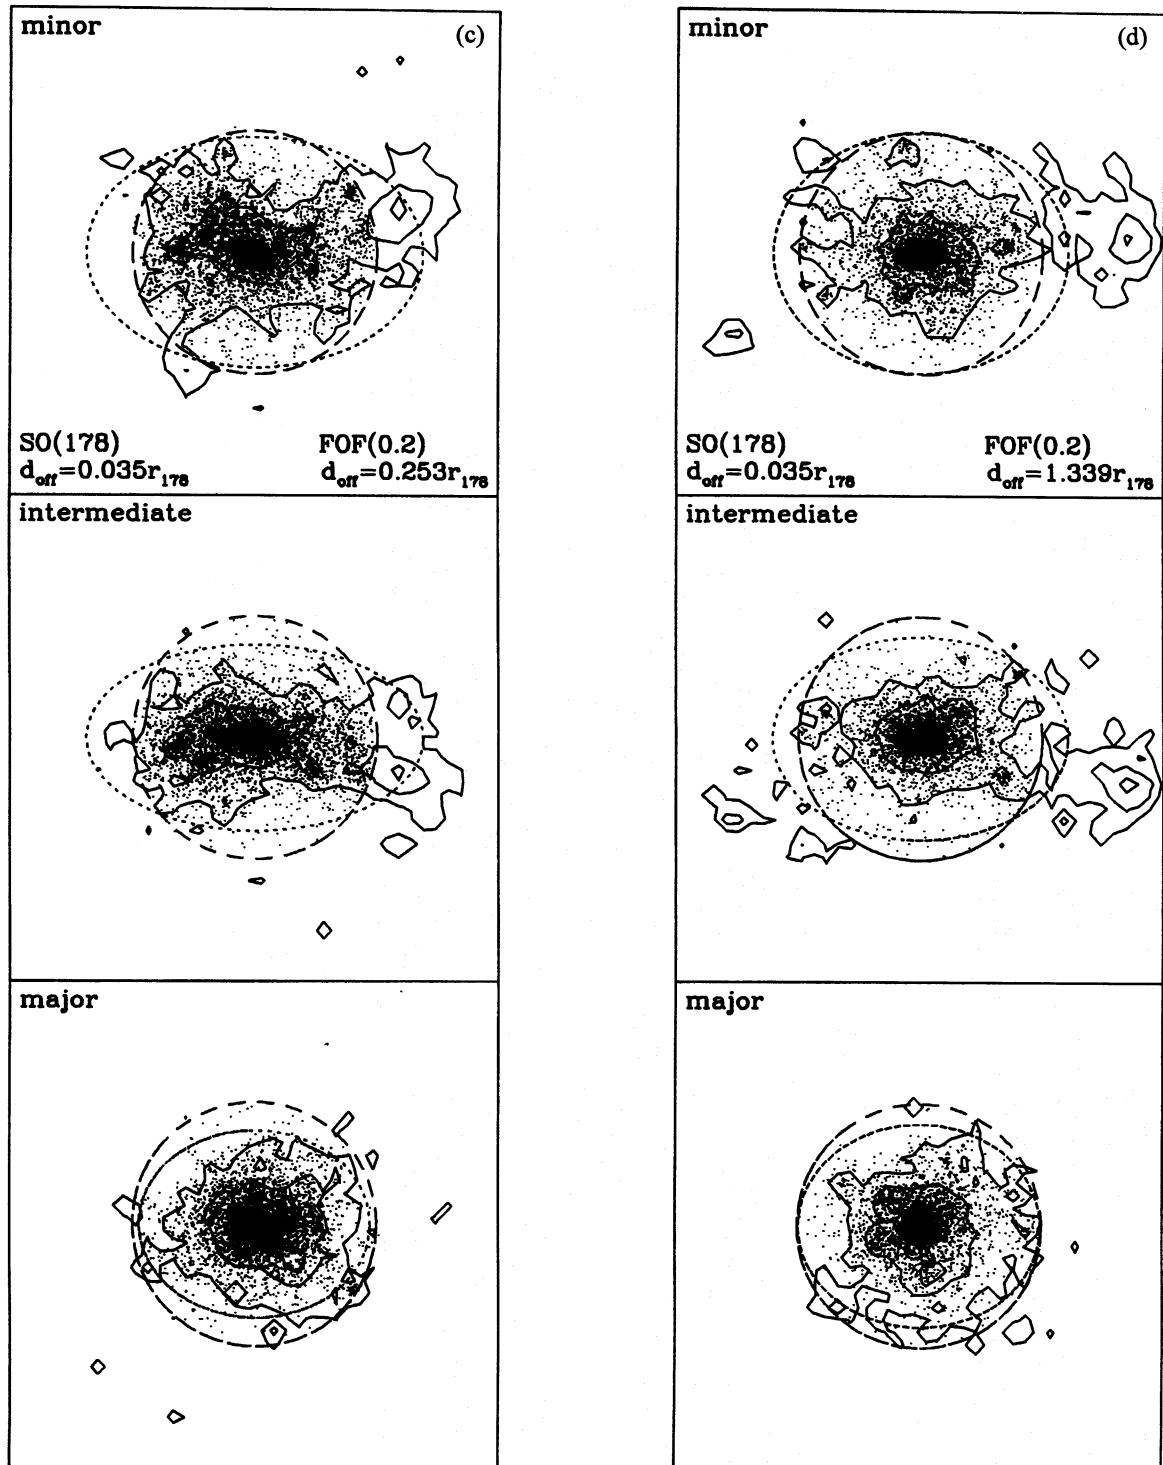 minor (c)
SO(178) FOF(0.2)
d_off=0.035r_178 d_off=0.253r_178
intermediate
major
minor (d)
SO(178) FOF(0.2)
d_off=0.035r_178 d_off=1.339r_178
intermediate
major